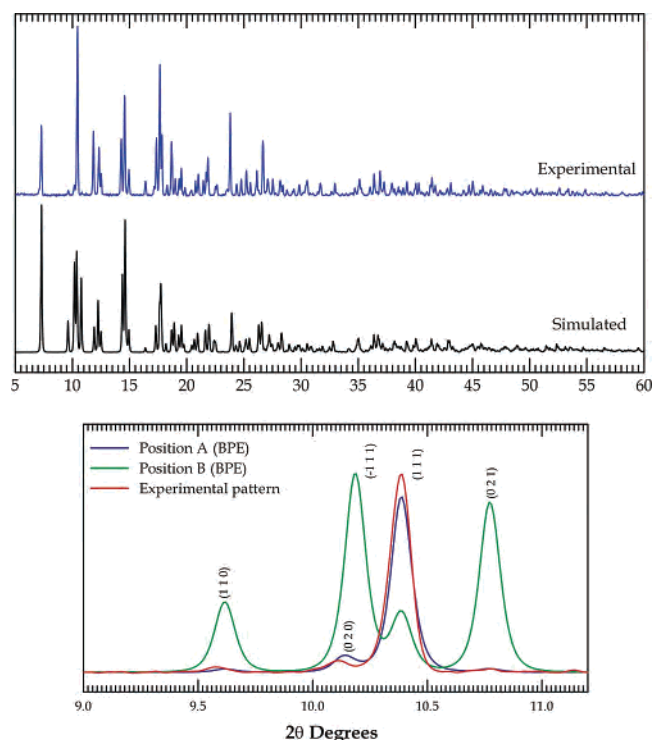 Experimental
Simulated
5 10 15 20 25 30 35 40 45 50 55 60
Position A (BPE)
Position B (BPE)
Experimental pattern
(1 1 0)
(0 2 0)
(-1 1 1)
(1 1 1)
(0 2 1)
9.0 9.5 10.0 10.5 11.0
2θ Degrees